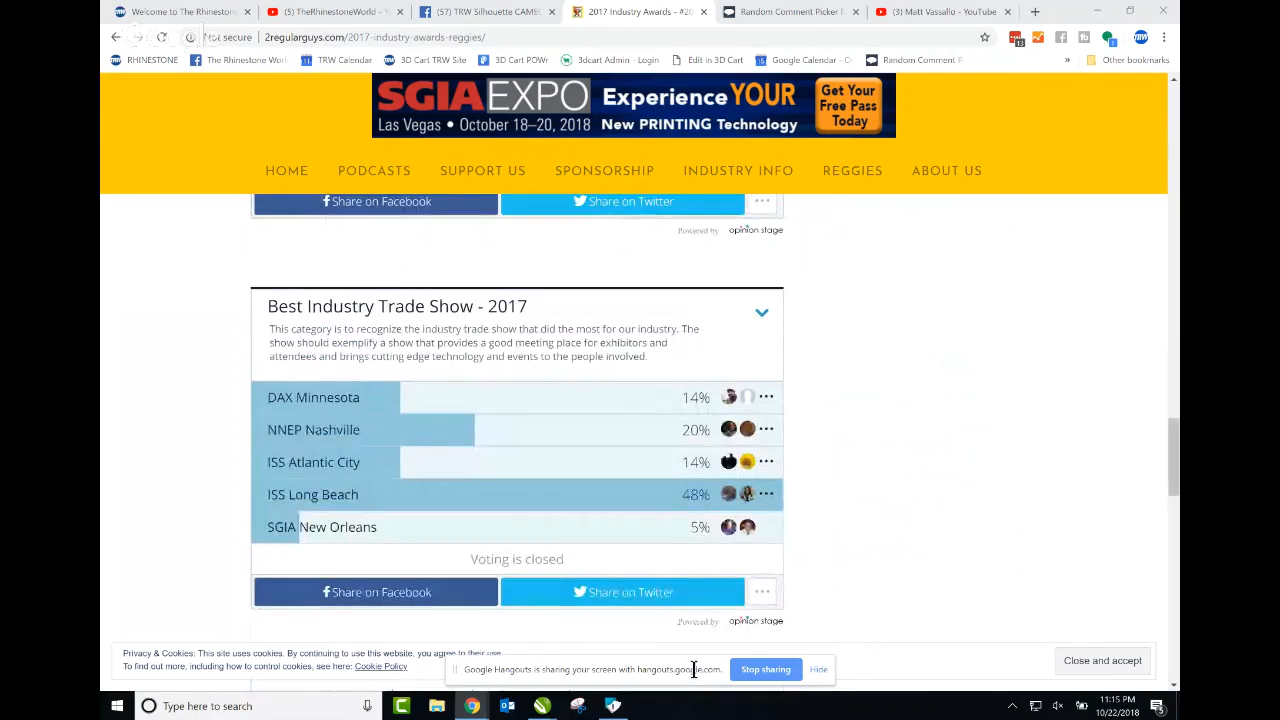 Welcome to The Rhinestone
(5) TheRhinestoneWorld - Y
(57) TRW Silhouette CAMEO
2017 Industry Awards - #20
Random Comment Picker f
(3) Matt Vassallo - YouTube
Not secure | 2regularguys.com/2017-industry-awards-reggies/
13
1
RHINESTONE
The Rhinestone Worl
TRW Calendar
3D Cart TRW Site
3D Cart POWr
3dcart Admin - Login
Edit in 3D Cart
Google Calendar - O
Random Comment P
»
Other bookmarks
SGIA EXPO
Las Vegas • October 18–20, 2018
Experience YOUR
New PRINTING Technology
Get Your
Free Pass
Today
HOME PODCASTS SUPPORT US SPONSORSHIP INDUSTRY INFO REGGIES ABOUT US
Share on Facebook
Share on Twitter
Powered by opinion stage
Best Industry Trade Show - 2017
This category is to recognize the industry trade show that did the most for our industry. The
show should exemplify a show that provides a good meeting place for exhibitors and
attendees and brings cutting edge technology and events to the people involved.
DAX Minnesota 14%
NNEP Nashville 20%
ISS Atlantic City 14%
ISS Long Beach 48%
SGIA New Orleans 5%
Voting is closed
Share on Facebook
Share on Twitter
Powered by opinion stage
Privacy & Cookies: This site uses cookies. By continuing to use this website, you agree to their use.
To find out more, including how to control cookies, see here: Cookie Policy
Close and accept
Google Hangouts is sharing your screen with hangouts.google.com.
Stop sharing
Hide
Type here to search
11:15 PM
10/22/2018
5